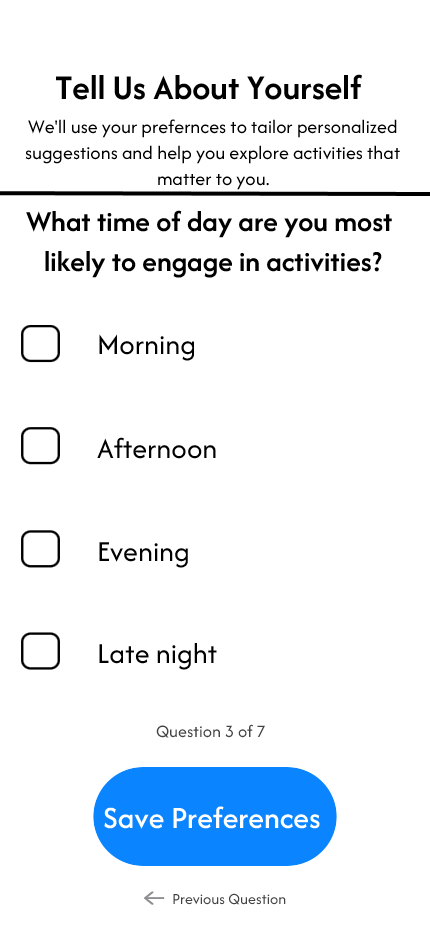 Tell Us About Yourself
We'll use your prefernces to tailor personalized
suggestions and help you explore activities that
matter to you.
What time of day are you most
likely to engage in activities?
Morning
Afternoon
Evening
Late night
Question 3 of 7
Save Preferences
Previous Question